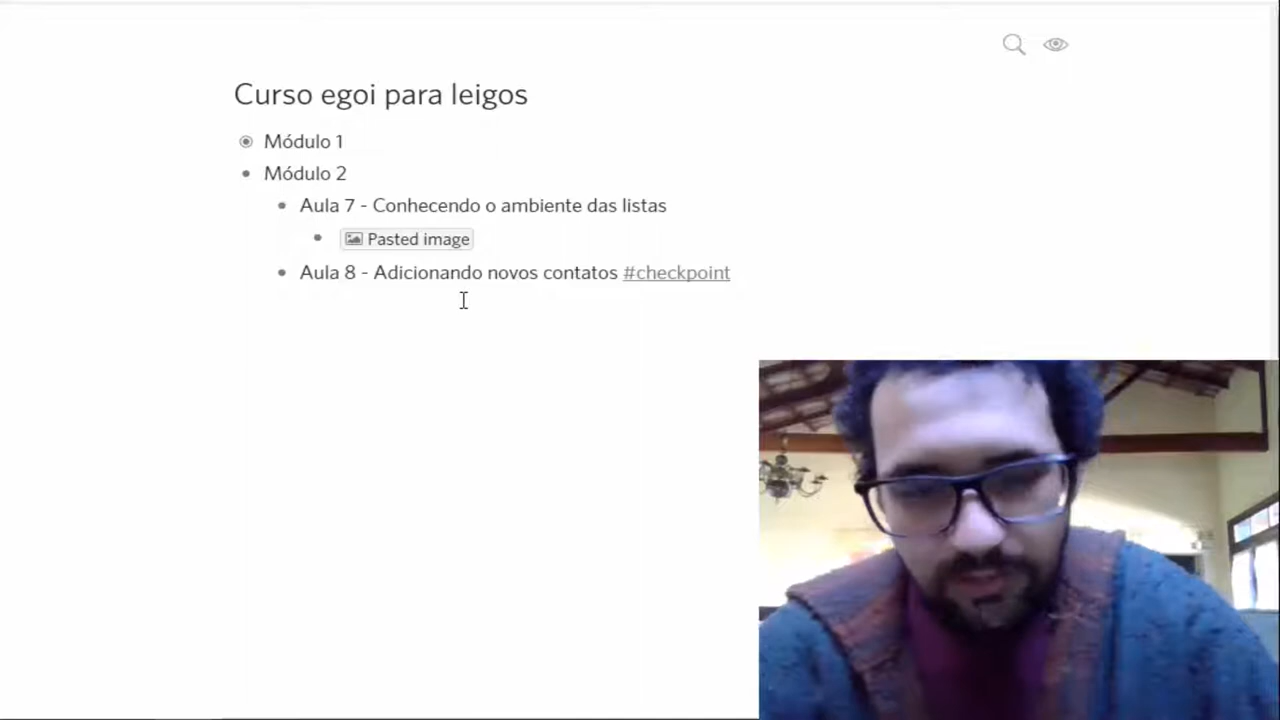 Curso egoi para leigos
Módulo 1
Módulo 2
Aula 7 - Conhecendo o ambiente das listas
Pasted image
Aula 8 - Adicionando novos contatos #checkpoint